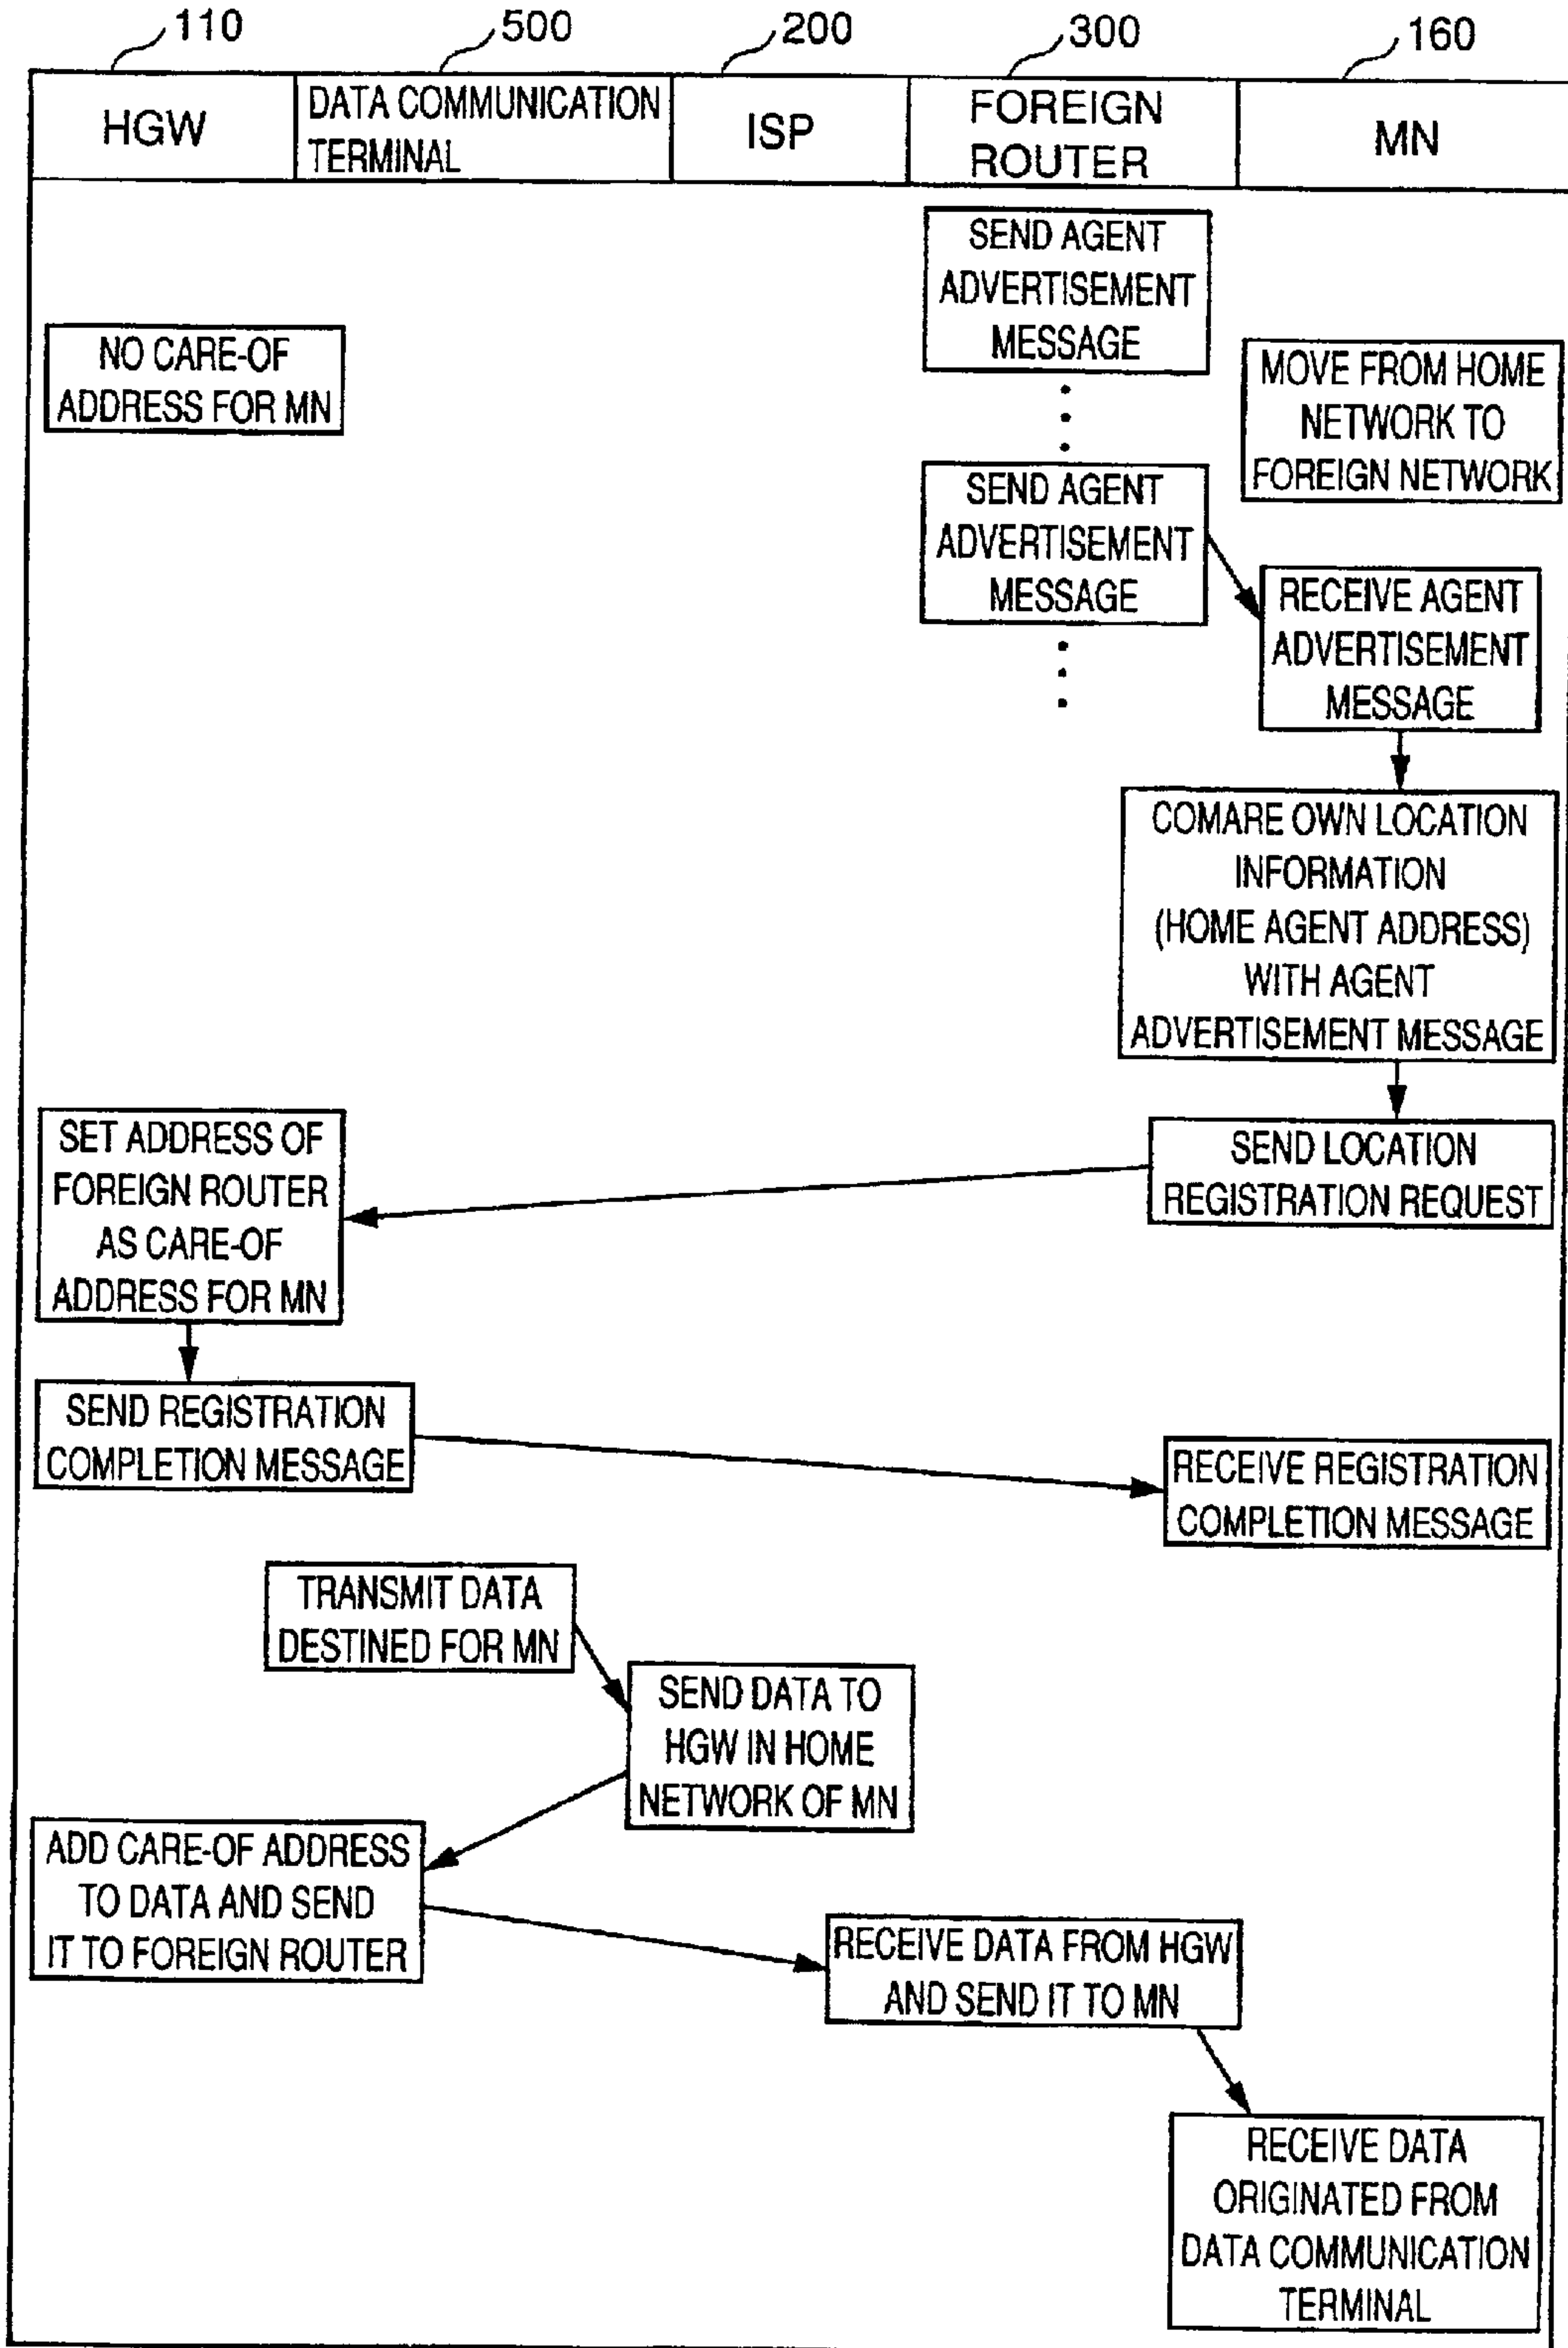 110
500
200
300
160
HGW
DATA COMMUNICATION
TERMINAL
ISP
FOREIGN
ROUTER
MN
SEND AGENT
ADVERTISEMENT
MESSAGE
NO CARE-OF
ADDRESS FOR MN
MOVE FROM HOME
NETWORK TO
FOREIGN NETWORK
SEND AGENT
ADVERTISEMENT
MESSAGE
RECEIVE AGENT
ADVERTISEMENT
MESSAGE
COMARE OWN LOCATION
INFORMATION
(HOME AGENT ADDRESS)
WITH AGENT
ADVERTISEMENT MESSAGE
SET ADDRESS OF
FOREIGN ROUTER
AS CARE-OF
ADDRESS FOR MN
SEND LOCATION
REGISTRATION REQUEST
SEND REGISTRATION
COMPLETION MESSAGE
RECEIVE REGISTRATION
COMPLETION MESSAGE
TRANSMIT DATA
DESTINED FOR MN
SEND DATA TO
HGW IN HOME
NETWORK OF MN
ADD CARE-OF ADDRESS
TO DATA AND SEND
IT TO FOREIGN ROUTER
RECEIVE DATA FROM HGW
AND SEND IT TO MN
RECEIVE DATA
ORIGINATED FROM
DATA COMMUNICATION
TERMINAL